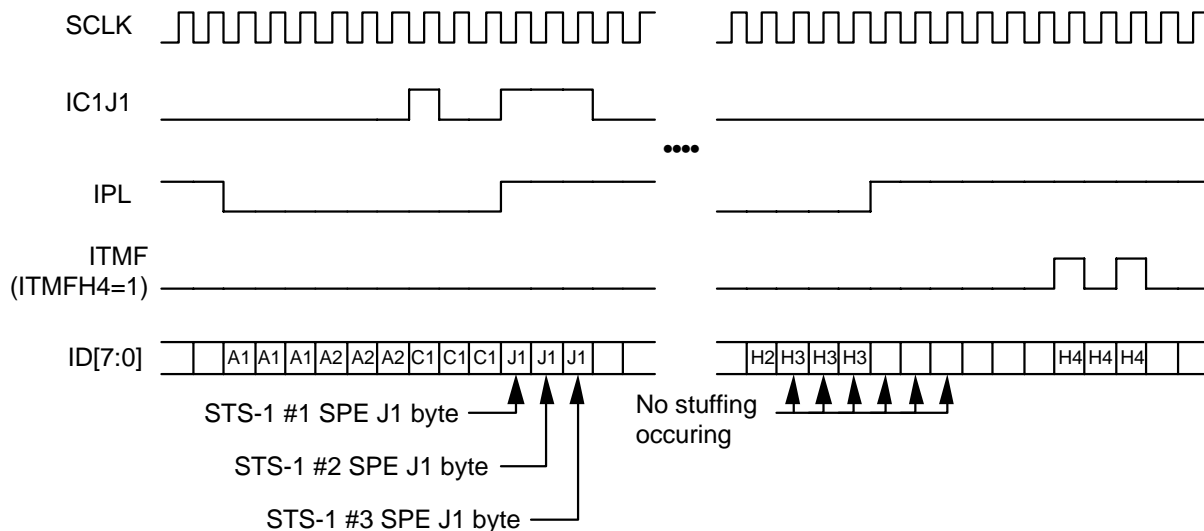 SCLK
IC1J1
IPL
ITMF
(ITMFH4=1)
ID[7:0]
A1 A1 A1 A2 A2 A2 C1 C1 C1 J1 J1 J1 H2 H3 H3 H3 H4 H4 H4
STS-1 #1 SPE J1 byte
STS-1 #2 SPE J1 byte
STS-1 #3 SPE J1 byte
No stuffing
occuring